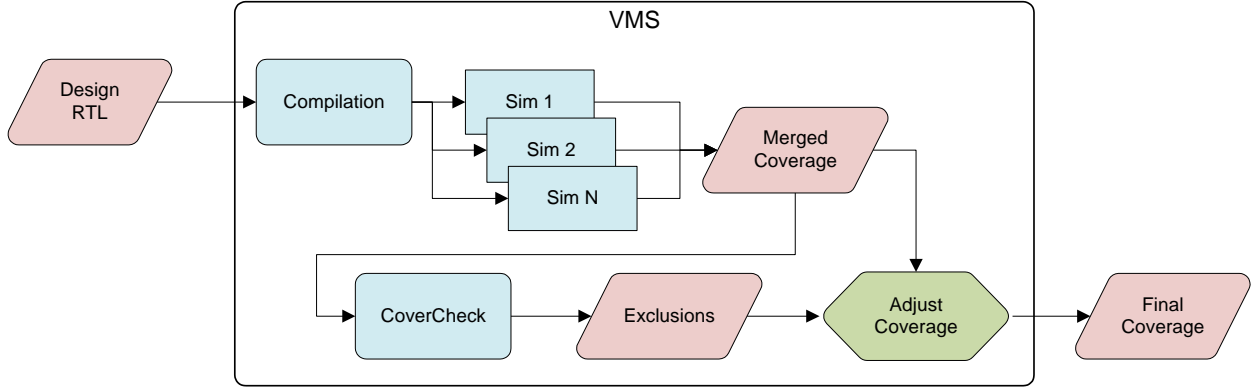 VMS
Design
RTL
Compilation
Sim 1
Sim 2
Sim N
Merged
Coverage
CoverCheck
Exclusions
Adjust
Coverage
Final
Coverage